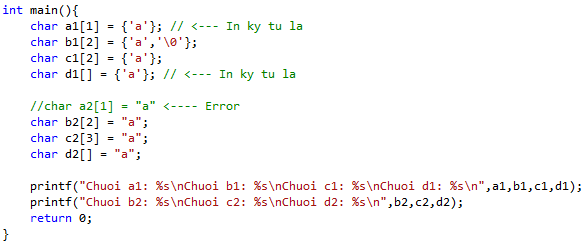 int main(){
char a1[1] = {'a'}; // <--- In ky tu la
char b1[2] = {'a','\0'};
char c1[2] = {'a'};
char d1[] = {'a'}; // <--- In ky tu la
//char a2[1] = "a" <---- Error
char b2[2] = "a";
char c2[3] = "a";
char d2[] = "a";
printf("Chuoi a1: %s\nChuoi b1: %s\nChuoi c1: %s\nChuoi d1: %s\n",a1,b1,c1,d1);
printf("Chuoi b2: %s\nChuoi c2: %s\nChuoi d2: %s\n",b2,c2,d2);
return 0;
}